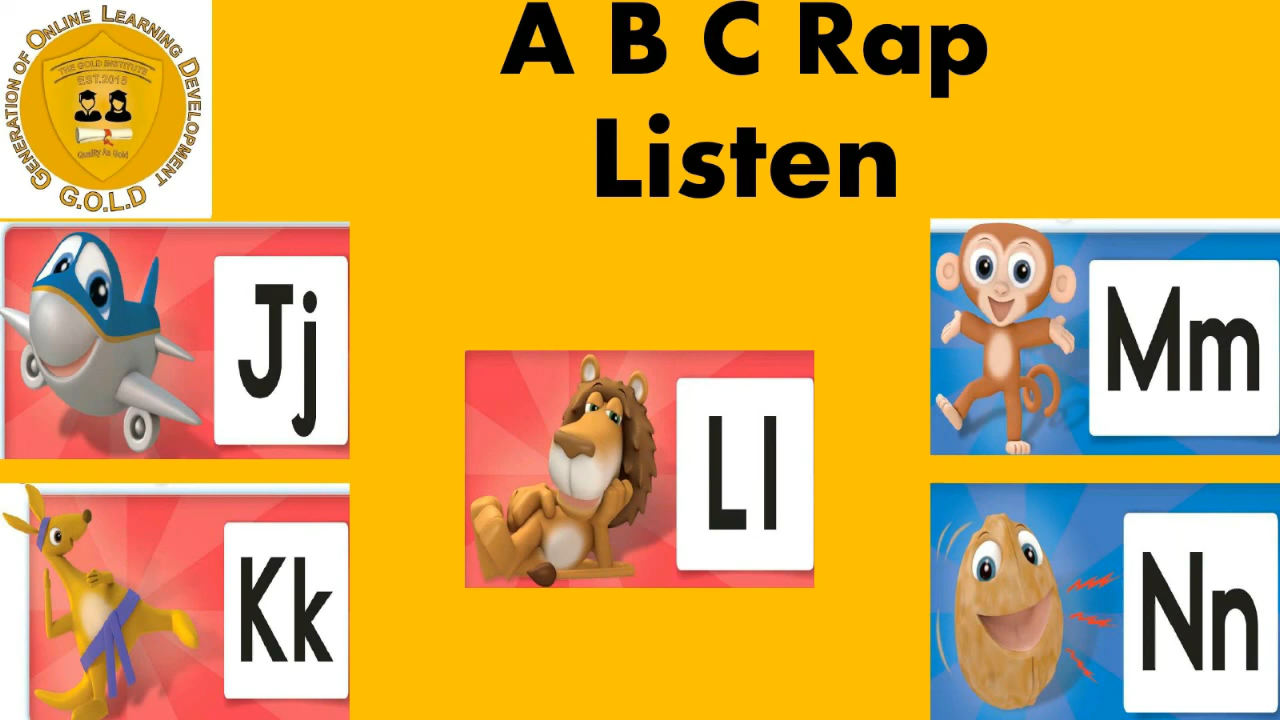 GENERATION OF ONLINE LEARNING DEVELOPMENT
THE GOLD INSTITUTE
EST.2015
Quality As Gold
G.O.L.D
A B C Rap
Listen
Jj
Kk
Ll
Mm
Nn